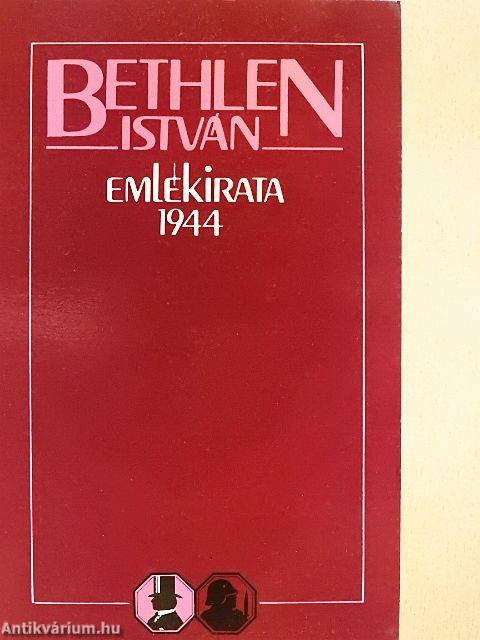 BETHLEN
ISTVÁN
EMLÉKIRATA
1944
Antikvárium.hu